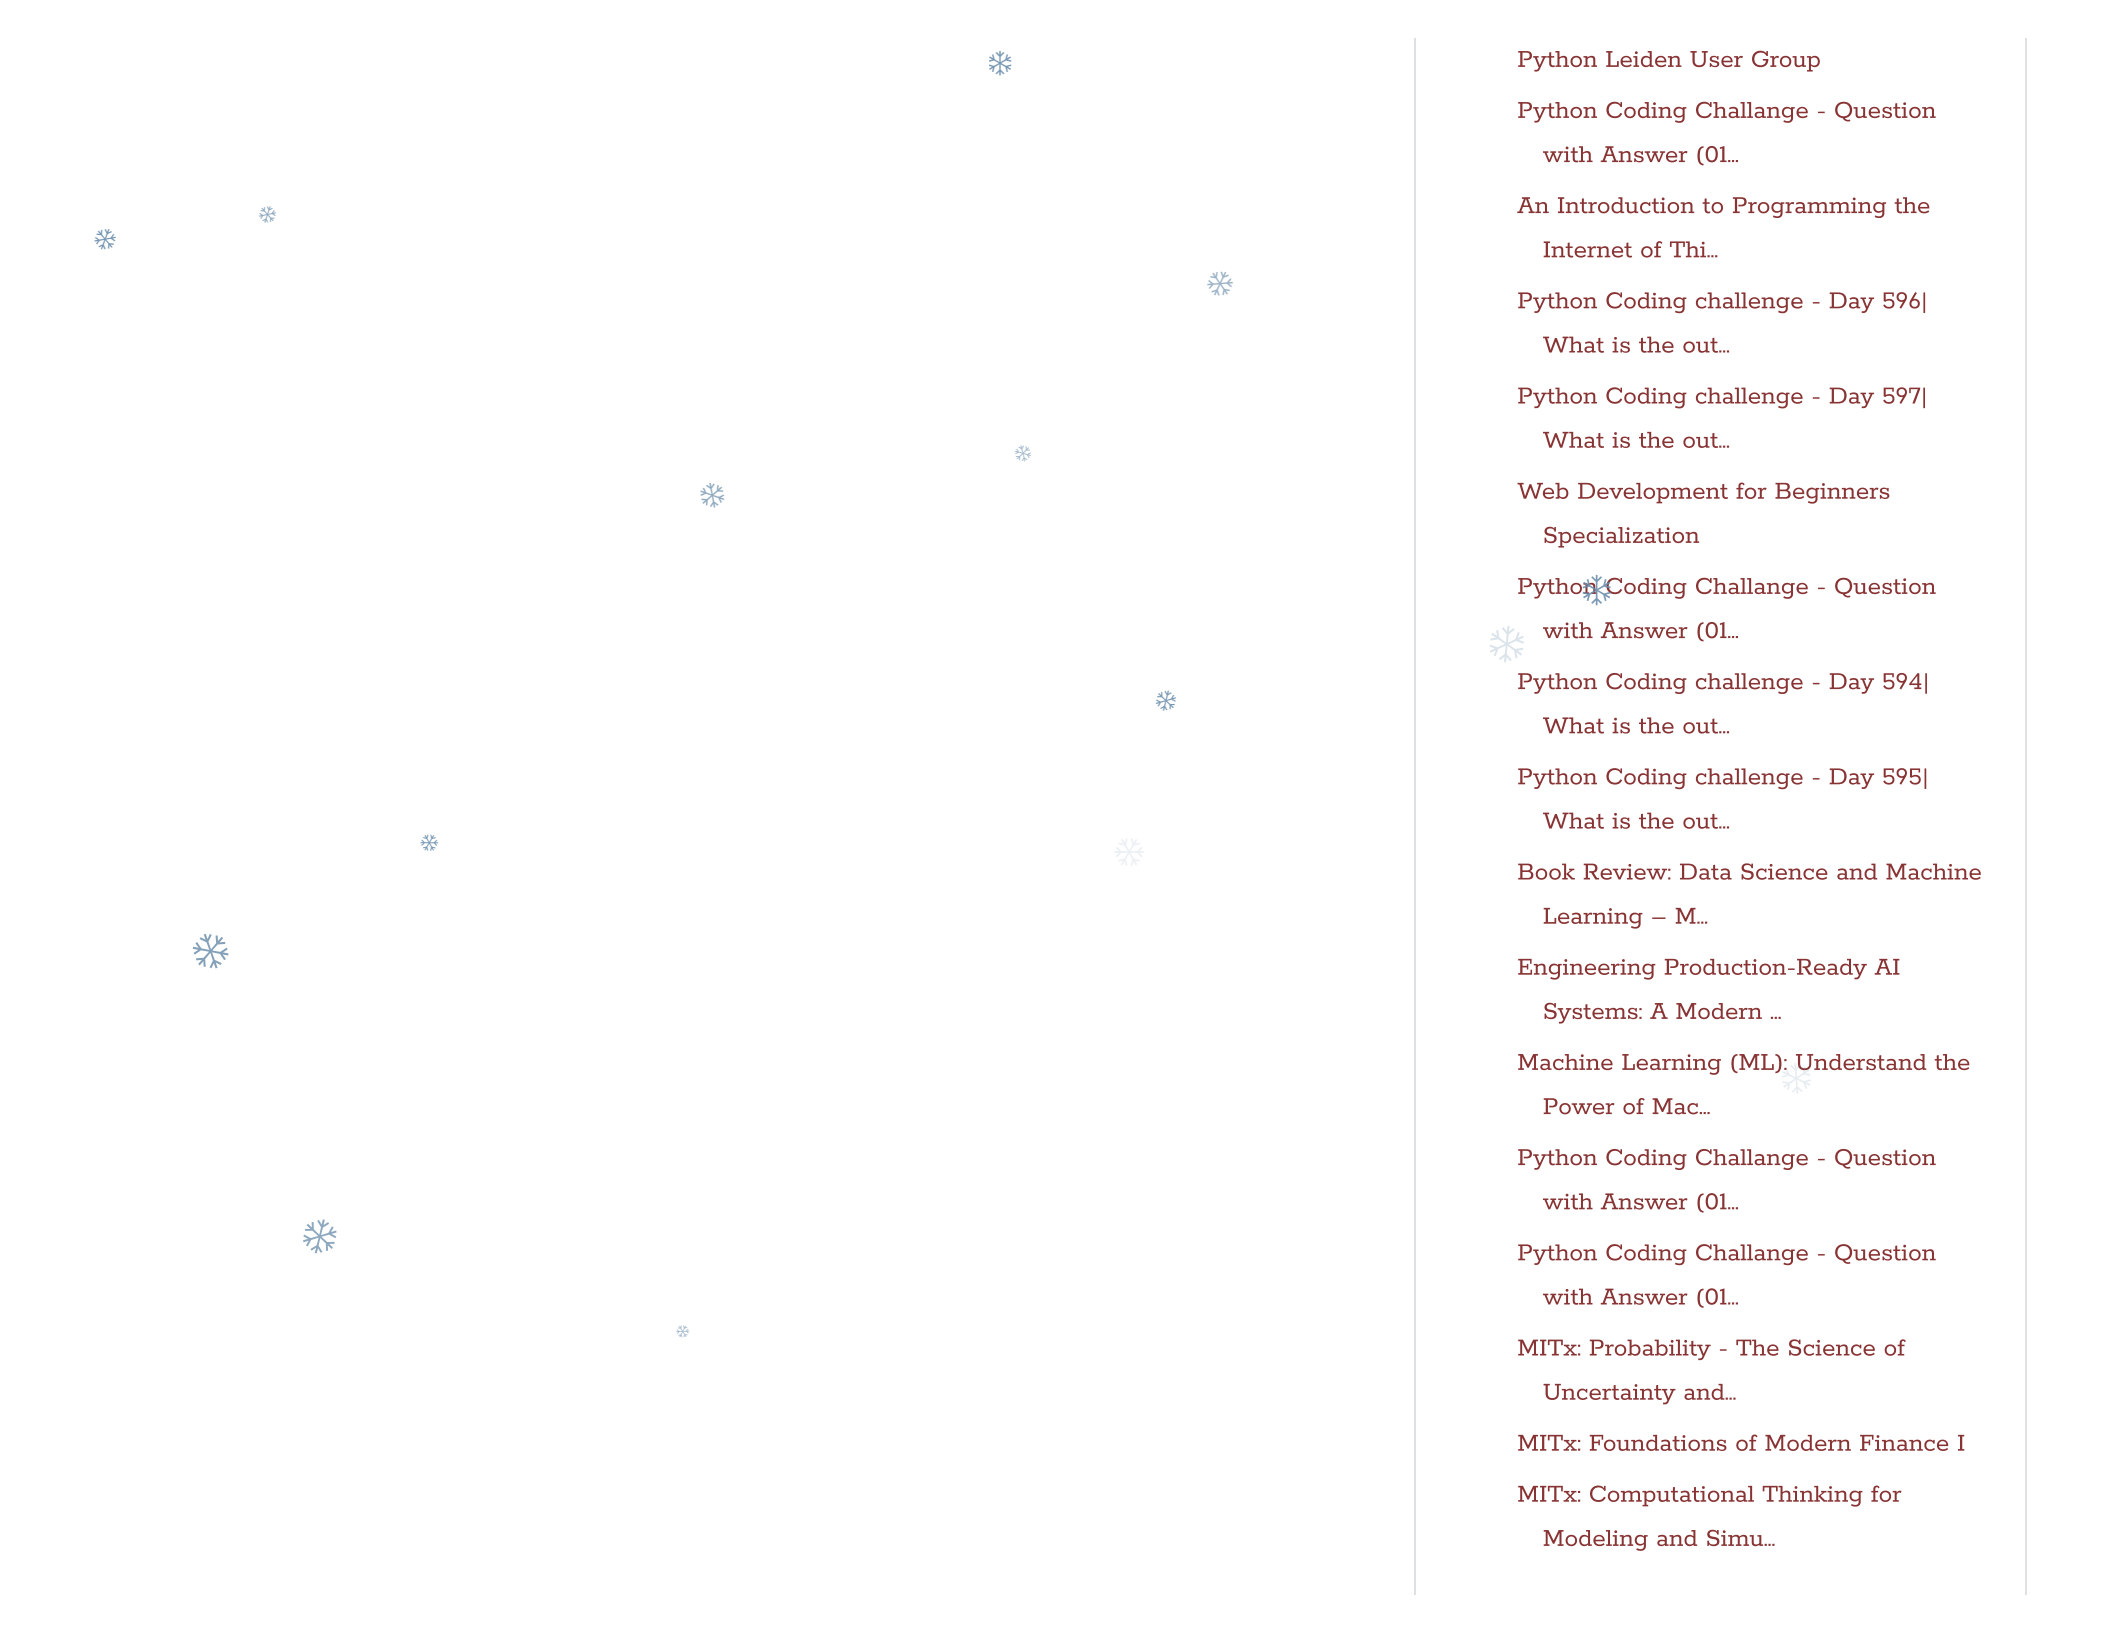 Python Leiden User Group
Python Coding Challange - Question
with Answer (01...
An Introduction to Programming the
Internet of Thi...
Python Coding challenge - Day 596|
What is the out...
Python Coding challenge - Day 597|
What is the out...
Web Development for Beginners
Specialization
Python Coding Challange - Question
with Answer (01...
Python Coding challenge - Day 594|
What is the out...
Python Coding challenge - Day 595|
What is the out...
Book Review: Data Science and Machine
Learning – M...
Engineering Production-Ready AI
Systems: A Modern ...
Machine Learning (ML): Understand the
Power of Mac...
Python Coding Challange - Question
with Answer (01...
Python Coding Challange - Question
with Answer (01...
MITx: Probability - The Science of
Uncertainty and...
MITx: Foundations of Modern Finance I
MITx: Computational Thinking for
Modeling and Simu...